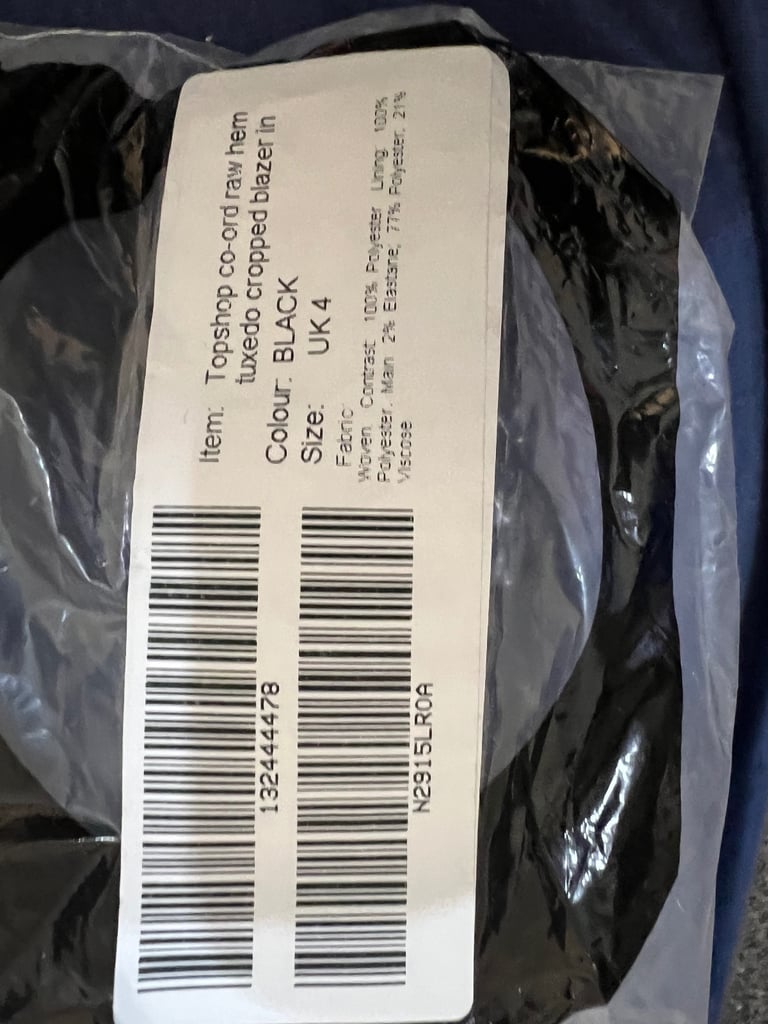 Item: Topshop co-ord raw hem
tuxedo cropped blazer in
Colour: BLACK
Size: UK 4
Fabric
Woven. Contrast 100% Polyester Lining: 100%
Polyester. Main 2% Elastane, 77% Polyester, 21%
Viscose
132444478
N2915LR0A